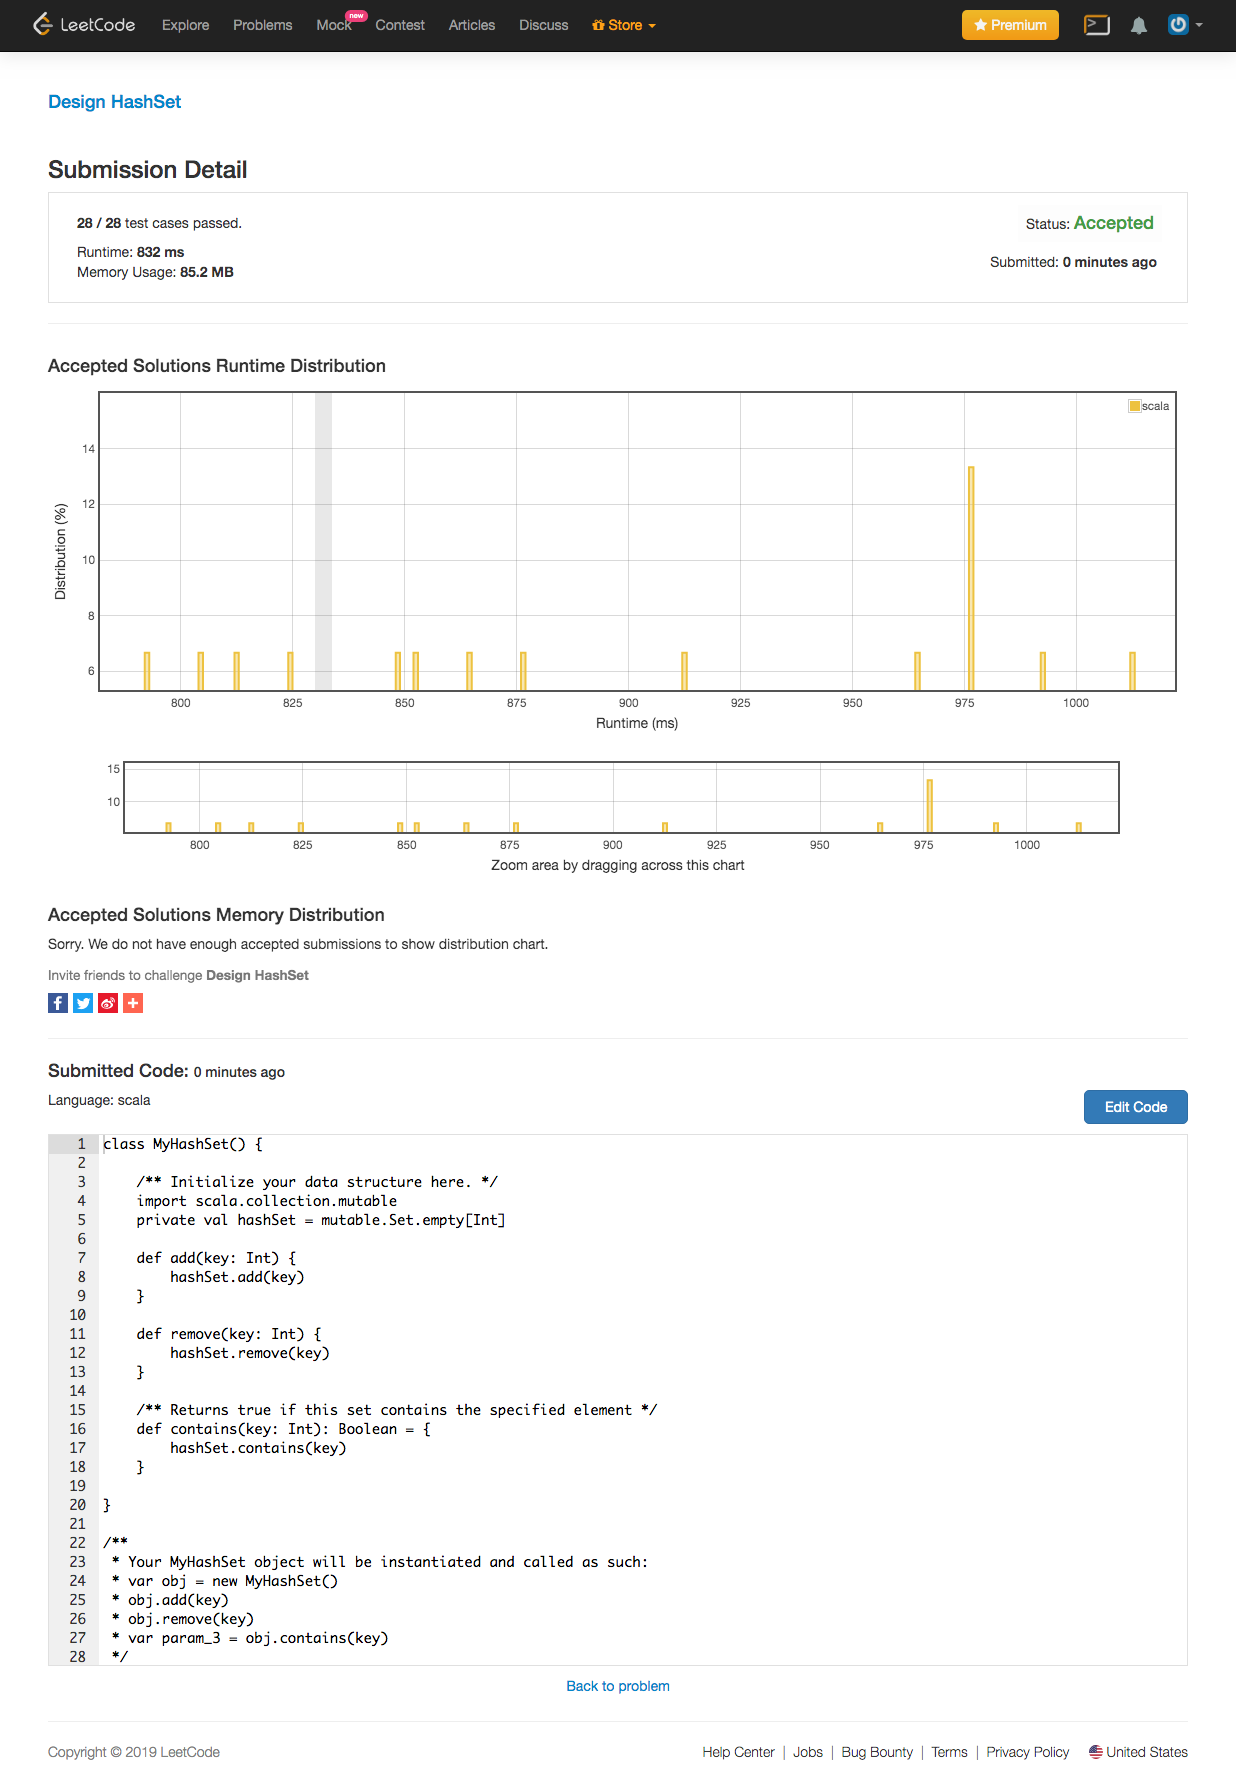 LeetCode Explore Problems Mock new Contest Articles Discuss Store Premium
Design HashSet
Submission Detail
28 / 28 test cases passed.
Status: Accepted
Runtime: 832 ms
Submitted: 0 minutes ago
Memory Usage: 85.2 MB
Accepted Solutions Runtime Distribution
scala
14
12
10
8
6
Distribution (%)
800 825 850 875 900 925 950 975 1000
Runtime (ms)
15
10
800 825 850 875 900 925 950 975 1000
Zoom area by dragging across this chart
Accepted Solutions Memory Distribution
Sorry. We do not have enough accepted submissions to show distribution chart.
Invite friends to challenge Design HashSet
Submitted Code: 0 minutes ago
Language: scala
Edit Code
1 class MyHashSet() {
2
3     /** Initialize your data structure here. */
4     import scala.collection.mutable
5     private val hashSet = mutable.Set.empty[Int]
6
7     def add(key: Int) {
8         hashSet.add(key)
9     }
10
11     def remove(key: Int) {
12         hashSet.remove(key)
13     }
14
15     /** Returns true if this set contains the specified element */
16     def contains(key: Int): Boolean = {
17         hashSet.contains(key)
18     }
19
20 }
21
22 /**
23  * Your MyHashSet object will be instantiated and called as such:
24  * var obj = new MyHashSet()
25  * obj.add(key)
26  * obj.remove(key)
27  * var param_3 = obj.contains(key)
28  */
Back to problem
Copyright © 2019 LeetCode
Help Center | Jobs | Bug Bounty | Terms | Privacy Policy United States